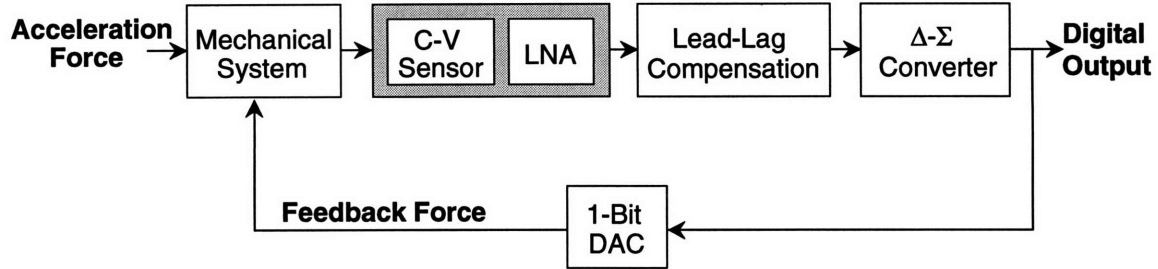 Acceleration
Force
Mechanical
System
C-V
Sensor
LNA
Lead-Lag
Compensation
Δ-Σ
Converter
Digital
Output
Feedback Force
1-Bit
DAC